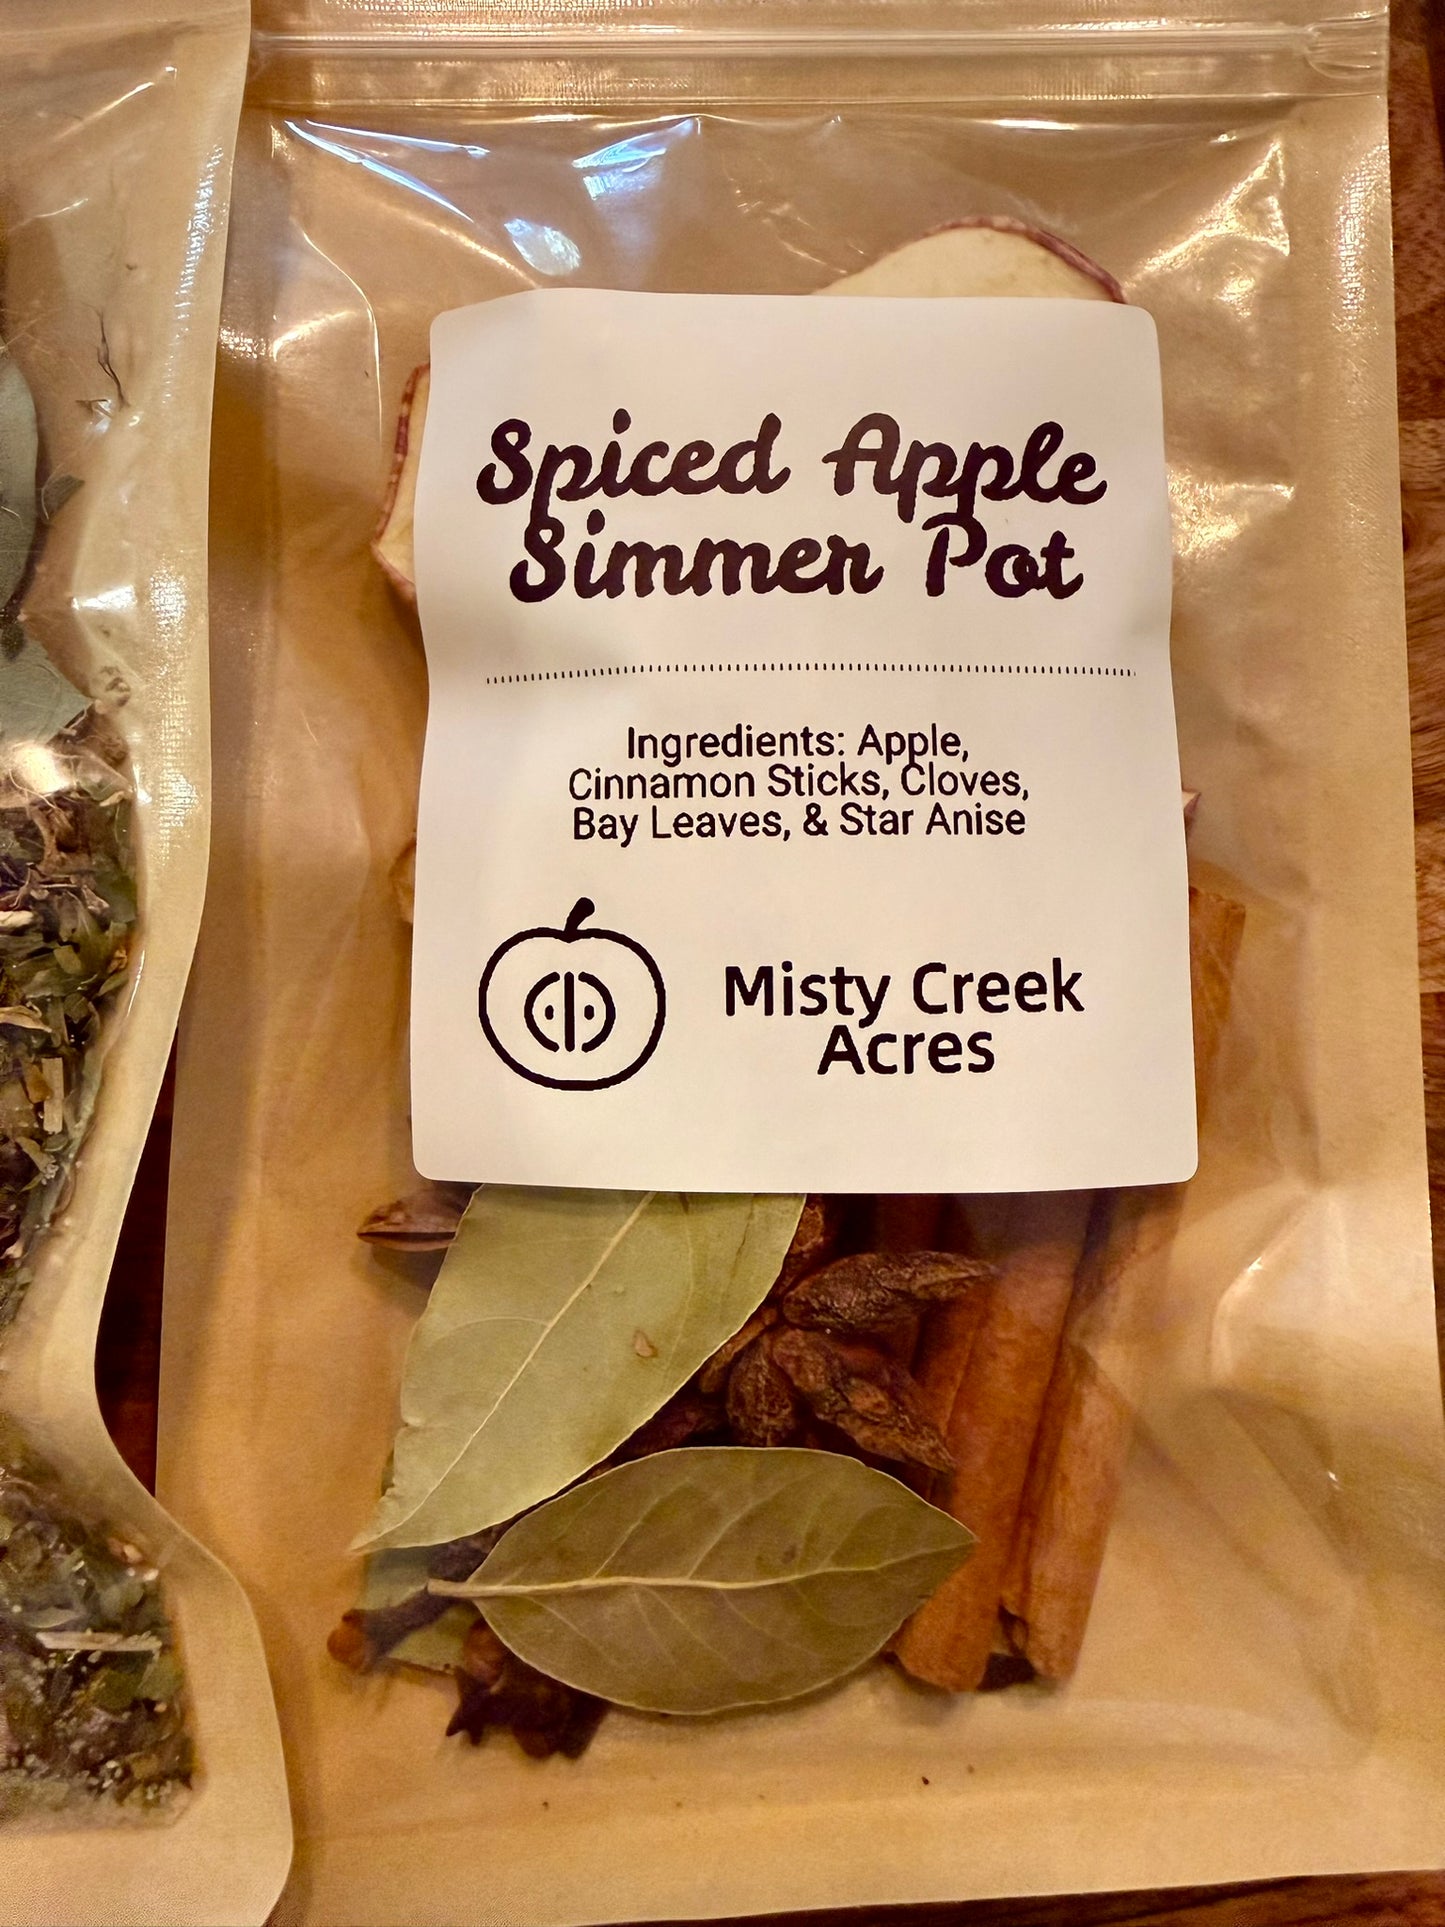 Spiced Apple
Simmer Pot
Ingredients: Apple,
Cinnamon Sticks, Cloves,
Bay Leaves, & Star Anise
Misty Creek
Acres